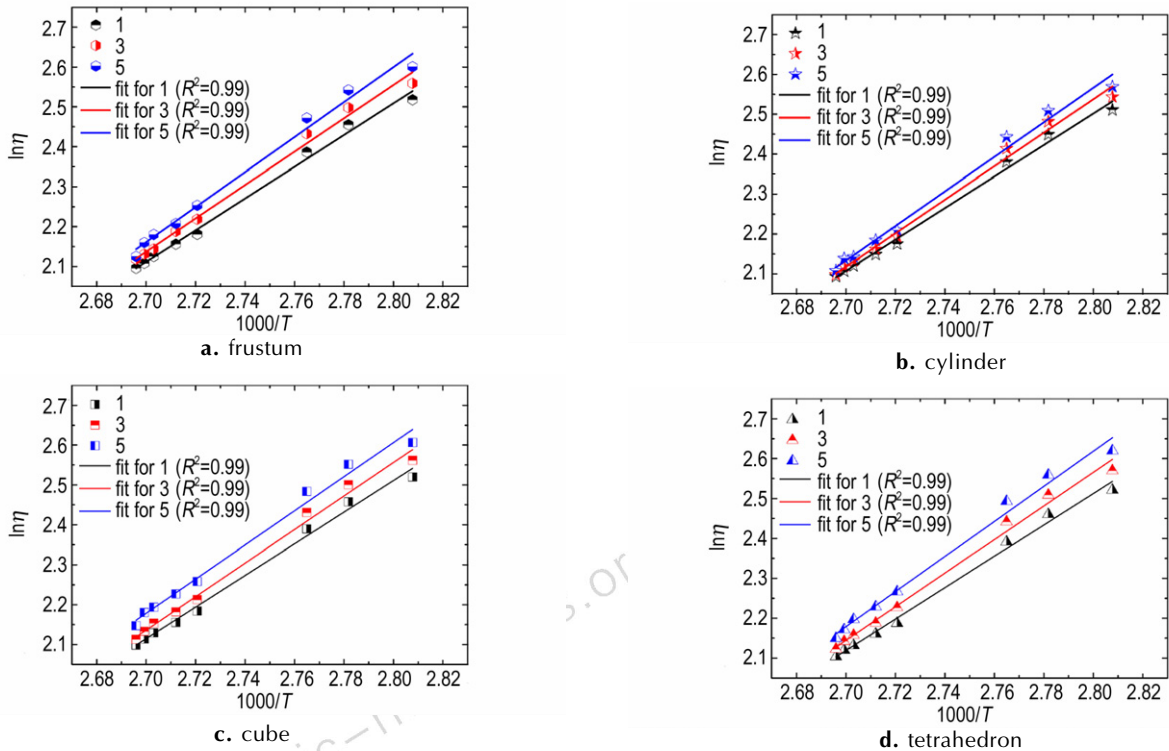 2.7
1
3
2.6
5
fit for 1 (R²=0.99)
2.5
fit for 3 (R²=0.99)
fit for 5 (R²=0.99)
2.4
lnη
2.3
2.2
2.1
2.68 2.70 2.72 2.74 2.76 2.78 2.80 2.82
1000/T
a. frustum
2.7
1
3
2.6
5
fit for 1 (R²=0.99)
2.5
fit for 3 (R²=0.99)
fit for 5 (R²=0.99)
2.4
lnη
2.3
2.2
2.1
2.68 2.70 2.72 2.74 2.76 2.78 2.80 2.82
1000/T
b. cylinder
2.7
1
3
2.6
5
fit for 1 (R²=0.99)
2.5
fit for 3 (R²=0.99)
fit for 5 (R²=0.99)
2.4
lnη
2.3
2.2
2.1
2.68 2.70 2.72 2.74 2.76 2.78 2.80 2.82
1000/T
c. cube
2.7
1
3
2.6
5
fit for 1 (R²=0.99)
2.5
fit for 3 (R²=0.99)
fit for 5 (R²=0.99)
2.4
lnη
2.3
2.2
2.1
2.68 2.70 2.72 2.74 2.76 2.78 2.80 2.82
1000/T
d. tetrahedron